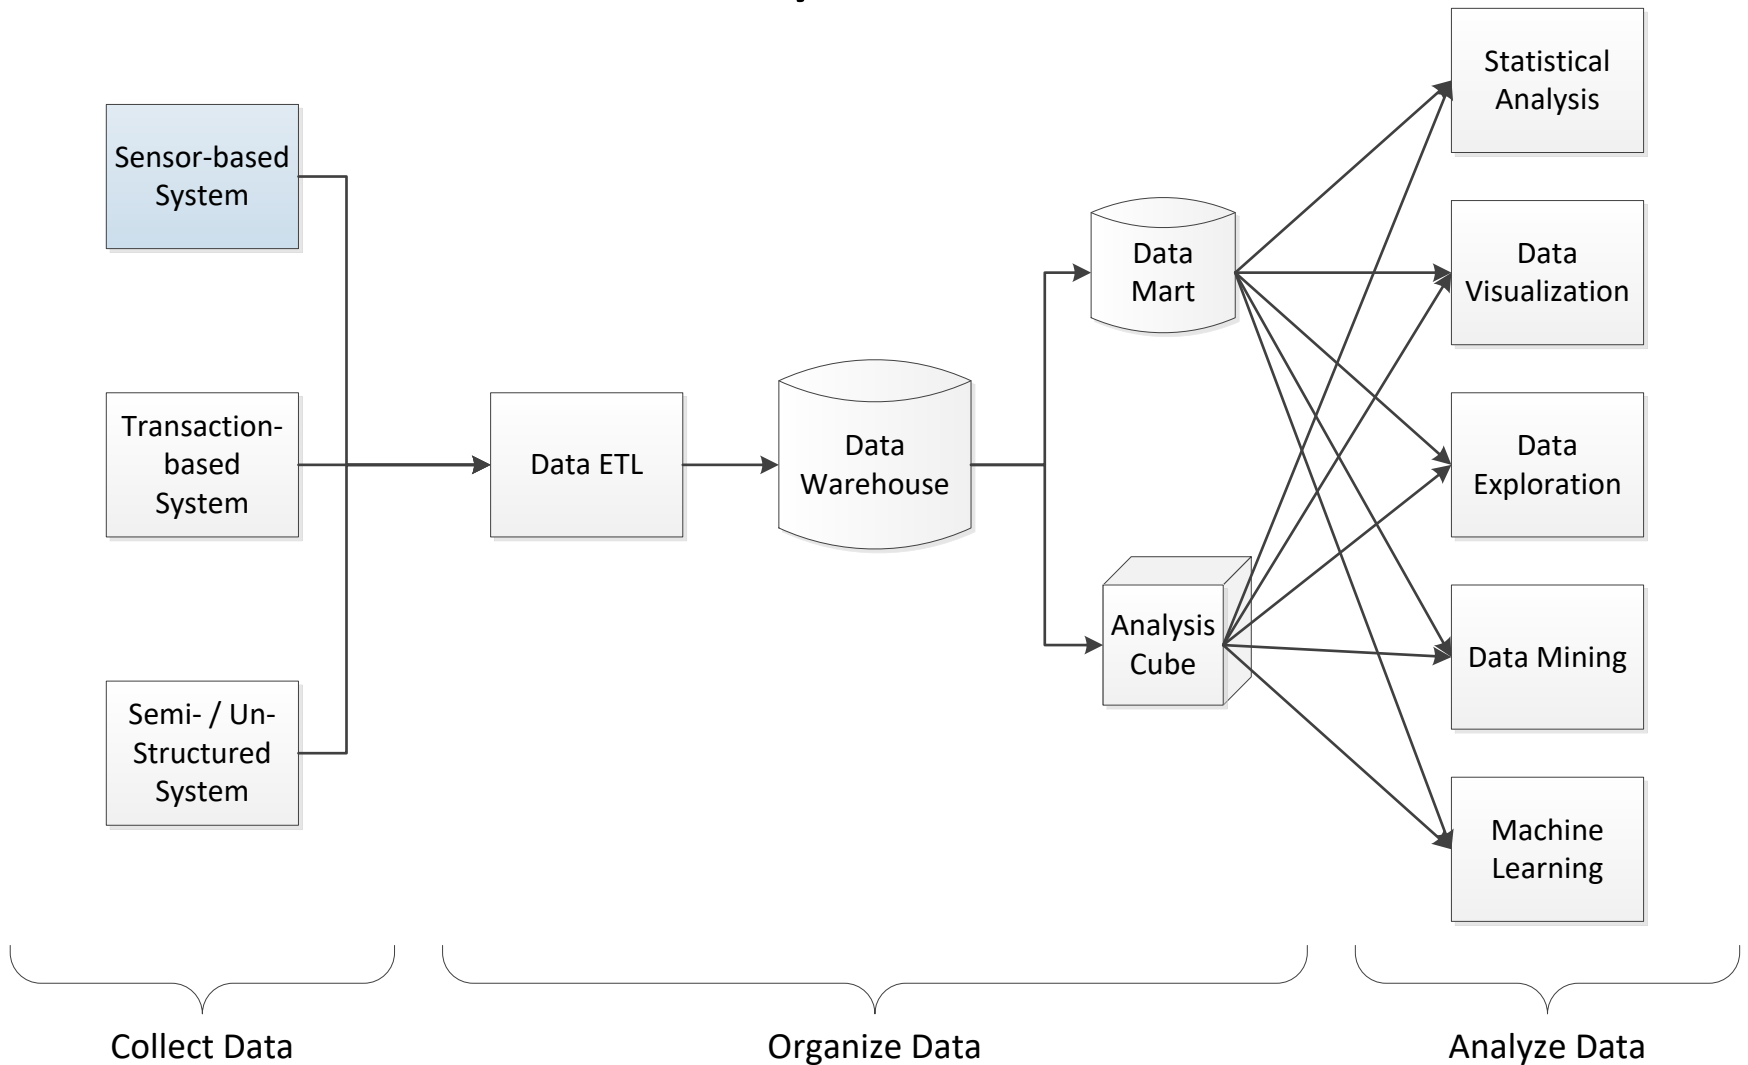 Sensor-based
System
Transaction-
based
System
Semi- / Un-
Structured
System
Data ETL
Data
Warehouse
Data
Mart
Analysis
Cube
Statistical
Analysis
Data
Visualization
Data
Exploration
Data Mining
Machine
Learning
Collect Data
Organize Data
Analyze Data